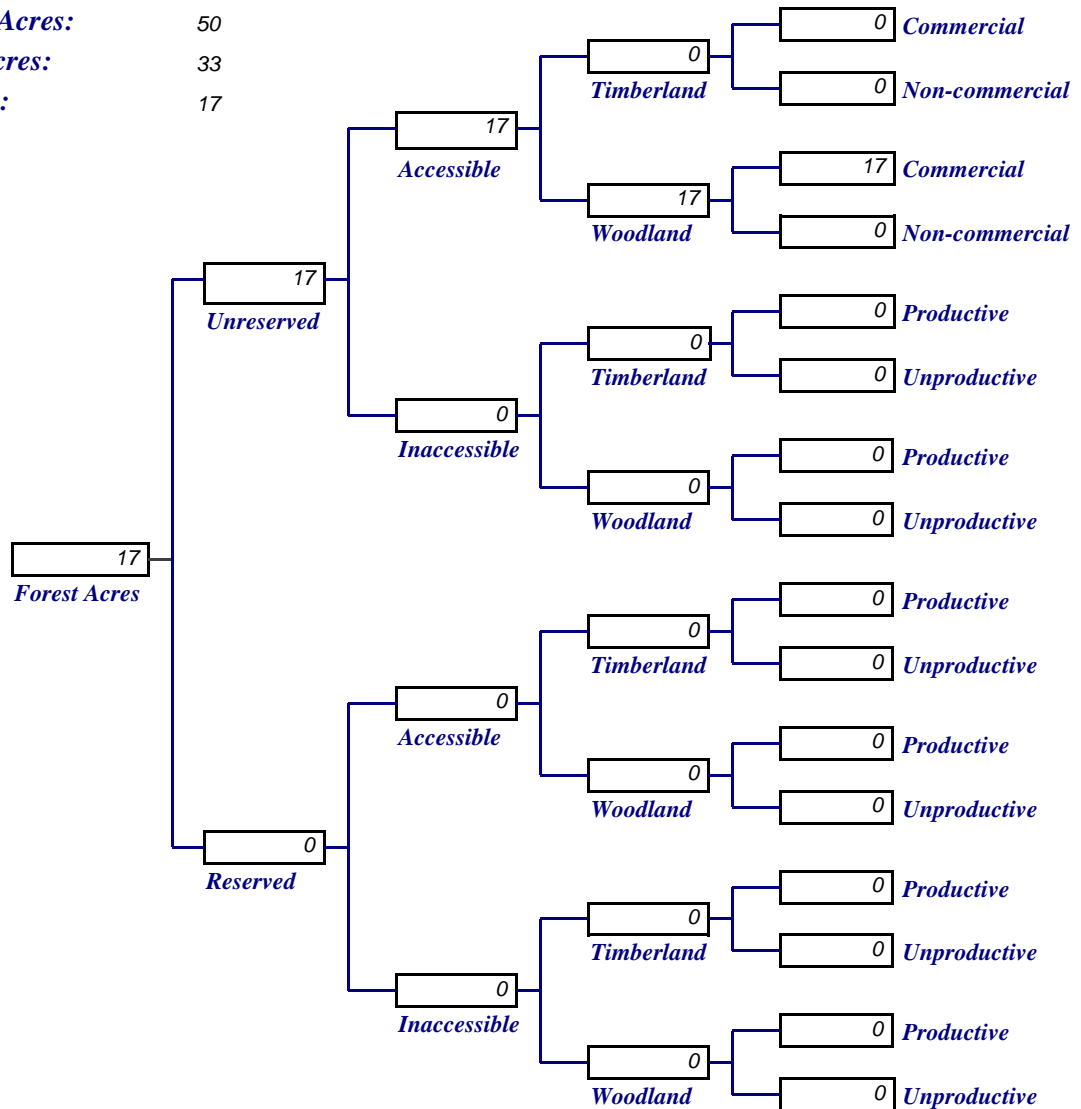 Acres: 50
cres: 33
: 17
0 Commercial
0
Timberland
0 Non-commercial
17
Accessible
17 Commercial
17
Woodland
0 Non-commercial
17
Unreserved
0 Productive
0
Timberland
0 Unproductive
0
Inaccessible
0 Productive
0
Woodland
0 Unproductive
17
Forest Acres
0 Productive
0
Timberland
0 Unproductive
0
Accessible
0 Productive
0
Woodland
0 Unproductive
0
Reserved
0 Productive
0
Timberland
0 Unproductive
0
Inaccessible
0 Productive
0
Woodland
0 Unproductive